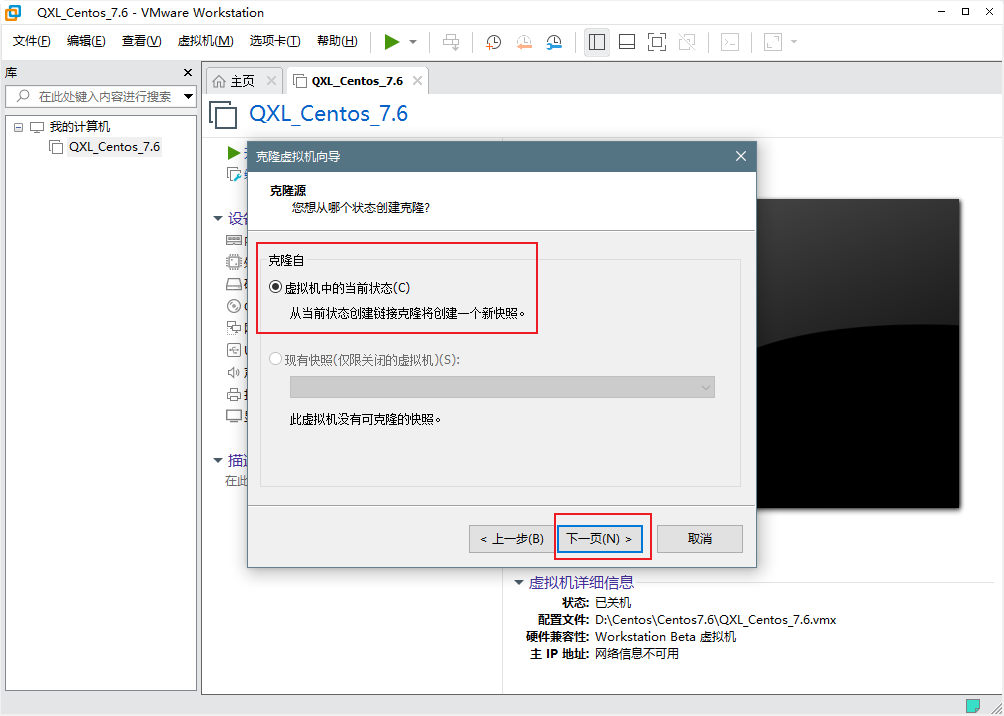 QXL_Centos_7.6 - VMware Workstation
文件(F) 编辑(E) 查看(V) 虚拟机(M) 选项卡(T) 帮助(H)
库
在此处键入内容进行搜索
我的计算机
QXL_Centos_7.6
主页
QXL_Centos_7.6
QXL_Centos_7.6
克隆虚拟机向导
克隆源
您想从哪个状态创建克隆?
克隆自
虚拟机中的当前状态(C)
从当前状态创建链接克隆将创建一个新快照。
现有快照(仅限关闭的虚拟机)(S):
此虚拟机没有可克隆的快照。
< 上一步(B) 下一页(N) > 取消
设
描
在此
虚拟机详细信息
状态: 已关机
配置文件: D:\Centos\Centos7.6\QXL_Centos_7.6.vmx
硬件兼容性: Workstation Beta 虚拟机
主 IP 地址: 网络信息不可用